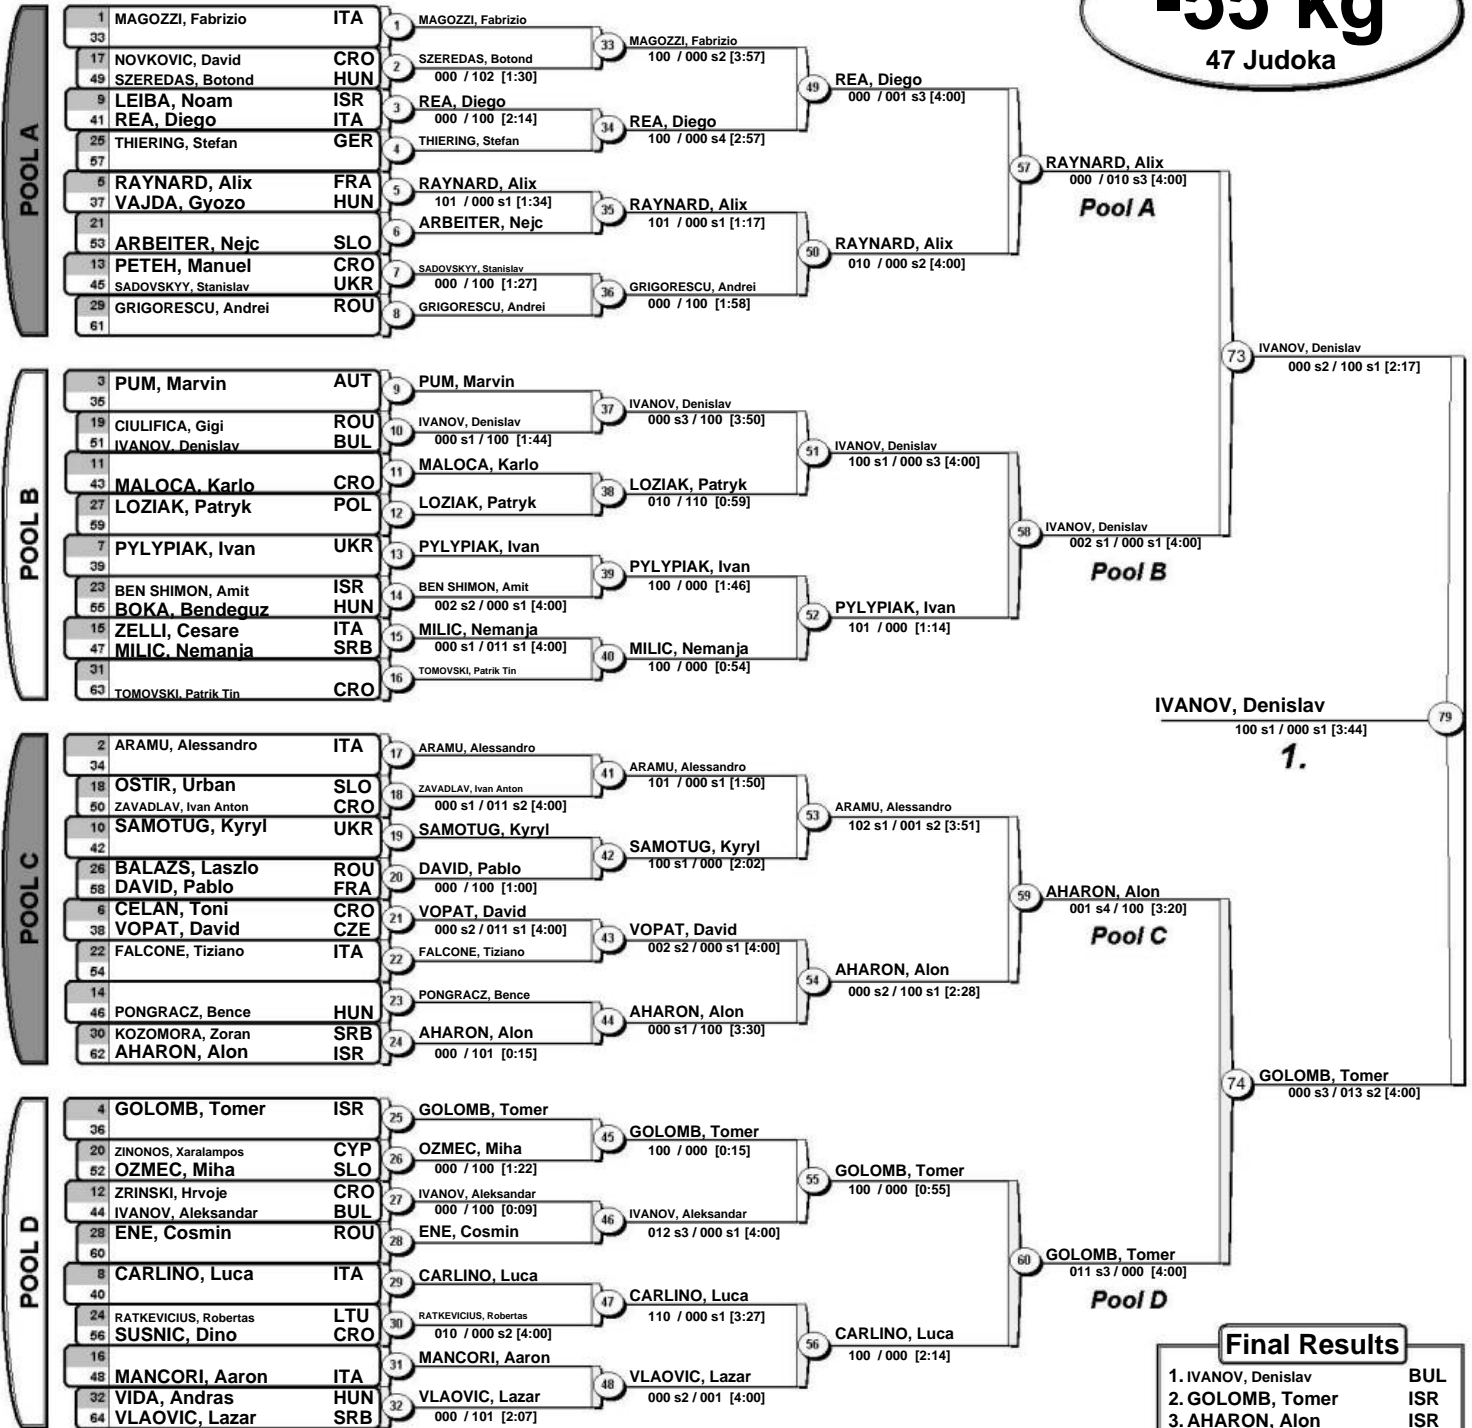 -55 kg
47 Judoka
POOL A
1 MAGOZZI, Fabrizio ITA
33
17 NOVKOVIC, David CRO
49 SZEREDAS, Botond HUN
9 LEIBA, Noam ISR
41 REA, Diego ITA
25 THIERING, Stefan GER
57
5 RAYNARD, Alix FRA
37 VAJDA, Gyozo HUN
21
53 ARBEITER, Nejc SLO
13 PETEH, Manuel CRO
45 SADOVSKYY, Stanislav UKR
29 GRIGORESCU, Andrei ROU
61
1 MAGOZZI, Fabrizio
2 SZEREDAS, Botond
000 / 102 [1:30]
3 REA, Diego
000 / 100 [2:14]
4 THIERING, Stefan
5 RAYNARD, Alix
101 / 000 s1 [1:34]
6 ARBEITER, Nejc
7 SADOVSKYY, Stanislav
000 / 100 [1:27]
8 GRIGORESCU, Andrei
33 MAGOZZI, Fabrizio
100 / 000 s2 [3:57]
34 REA, Diego
100 / 000 s4 [2:57]
35 RAYNARD, Alix
101 / 000 s1 [1:17]
36 GRIGORESCU, Andrei
000 / 100 [1:58]
49 REA, Diego
000 / 001 s3 [4:00]
50 RAYNARD, Alix
010 / 000 s2 [4:00]
57 RAYNARD, Alix
000 / 010 s3 [4:00]
Pool A
POOL B
3 PUM, Marvin AUT
35
19 CIULIFICA, Gigi ROU
51 IVANOV, Denislav BUL
11
43 MALOCA, Karlo CRO
27 LOZIAK, Patryk POL
59
7 PYLYPIAK, Ivan UKR
39
23 BEN SHIMON, Amit ISR
55 BOKA, Bendeguz HUN
15 ZELLI, Cesare ITA
47 MILIC, Nemanja SRB
31
63 TOMOVSKI, Patrik Tin CRO
9 PUM, Marvin
10 IVANOV, Denislav
000 s1 / 100 [1:44]
11 MALOCA, Karlo
12 LOZIAK, Patryk
13 PYLYPIAK, Ivan
14 BEN SHIMON, Amit
002 s2 / 000 s1 [4:00]
15 MILIC, Nemanja
000 s1 / 011 s1 [4:00]
16 TOMOVSKI, Patrik Tin
37 IVANOV, Denislav
000 s3 / 100 [3:50]
38 LOZIAK, Patryk
010 / 110 [0:59]
39 PYLYPIAK, Ivan
100 / 000 [1:46]
40 MILIC, Nemanja
100 / 000 [0:54]
51 IVANOV, Denislav
100 s1 / 000 s3 [4:00]
52 PYLYPIAK, Ivan
101 / 000 [1:14]
58 IVANOV, Denislav
002 s1 / 000 s1 [4:00]
Pool B
73 IVANOV, Denislav
000 s2 / 100 s1 [2:17]
IVANOV, Denislav 79
100 s1 / 000 s1 [3:44]
1.
POOL C
2 ARAMU, Alessandro ITA
34
18 OSTIR, Urban SLO
50 ZAVADLAV, Ivan Anton CRO
10 SAMOTUG, Kyryl UKR
42
26 BALAZS, Laszlo ROU
58 DAVID, Pablo FRA
6 CELAN, Toni CRO
38 VOPAT, David CZE
22 FALCONE, Tiziano ITA
54
14
46 PONGRACZ, Bence HUN
30 KOZOMORA, Zoran SRB
62 AHARON, Alon ISR
17 ARAMU, Alessandro
18 ZAVADLAV, Ivan Anton
000 s1 / 011 s2 [4:00]
19 SAMOTUG, Kyryl
20 DAVID, Pablo
000 / 100 [1:00]
21 VOPAT, David
000 s2 / 011 s1 [4:00]
22 FALCONE, Tiziano
23 PONGRACZ, Bence
24 AHARON, Alon
000 / 101 [0:15]
41 ARAMU, Alessandro
101 / 000 s1 [1:50]
42 SAMOTUG, Kyryl
100 s1 / 000 [2:02]
43 VOPAT, David
002 s2 / 000 s1 [4:00]
44 AHARON, Alon
000 s1 / 100 [3:30]
53 ARAMU, Alessandro
102 s1 / 001 s2 [3:51]
54 AHARON, Alon
000 s2 / 100 s1 [2:28]
59 AHARON, Alon
001 s4 / 100 [3:20]
Pool C
POOL D
4 GOLOMB, Tomer ISR
36
20 ZINONOS, Xaralampos CYP
52 OZMEC, Miha SLO
12 ZRINSKI, Hrvoje CRO
44 IVANOV, Aleksandar BUL
28 ENE, Cosmin ROU
60
8 CARLINO, Luca ITA
40
24 RATKEVICIUS, Robertas LTU
56 SUSNIC, Dino CRO
16
48 MANCORI, Aaron ITA
32 VIDA, Andras HUN
64 VLAOVIC, Lazar SRB
25 GOLOMB, Tomer
26 OZMEC, Miha
000 / 100 [1:22]
27 IVANOV, Aleksandar
000 / 100 [0:09]
28 ENE, Cosmin
29 CARLINO, Luca
30 RATKEVICIUS, Robertas
010 / 000 s2 [4:00]
31 MANCORI, Aaron
32 VLAOVIC, Lazar
000 / 101 [2:07]
45 GOLOMB, Tomer
100 / 000 [0:15]
46 IVANOV, Aleksandar
012 s3 / 000 s1 [4:00]
47 CARLINO, Luca
110 / 000 s1 [3:27]
48 VLAOVIC, Lazar
000 s2 / 001 [4:00]
55 GOLOMB, Tomer
100 / 000 [0:55]
56 CARLINO, Luca
100 / 000 [2:14]
60 GOLOMB, Tomer
011 s3 / 000 [4:00]
Pool D
74 GOLOMB, Tomer
000 s3 / 013 s2 [4:00]
Final Results
1. IVANOV, Denislav BUL
2. GOLOMB, Tomer ISR
3. AHARON, Alon ISR